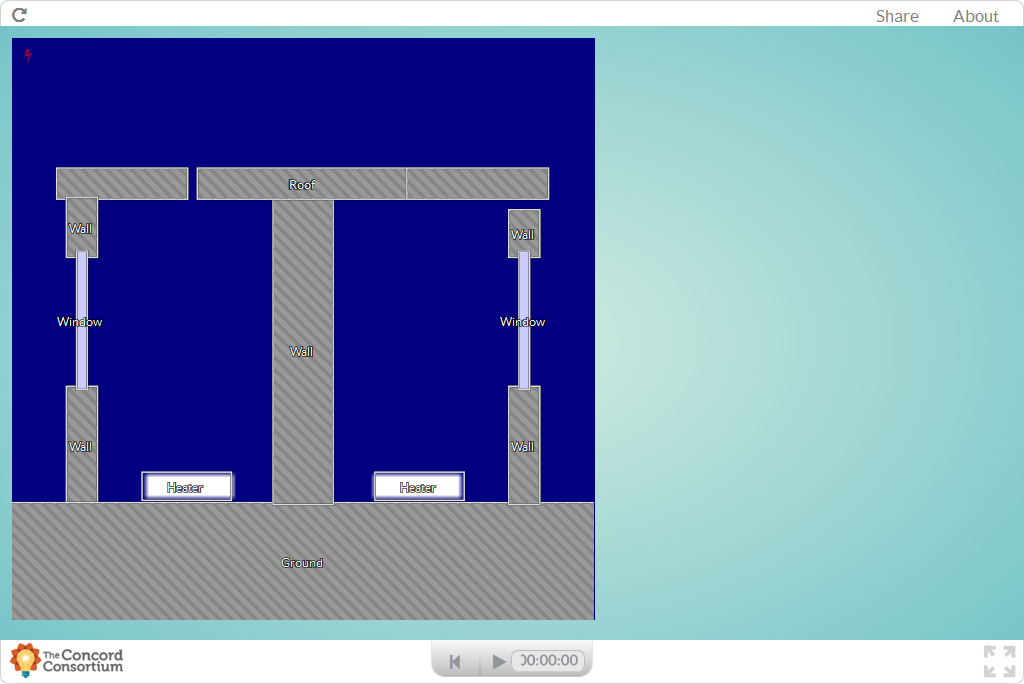 Share About
Roof
Wall
Wall
Window
Window
Wall
Wall
Wall
Heater
Heater
Ground
The Concord
Consortium
00:00:00